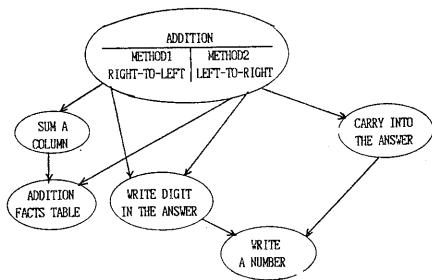 ADDITION
METHOD1 METHOD2
RIGHT-TO-LEFT LEFT-TO-RIGHT
SUM A
COLUMN
CARRY INTO
THE ANSWER
ADDITION
FACTS TABLE
WRITE DIGIT
IN THE ANSWER
WRITE
A NUMBER